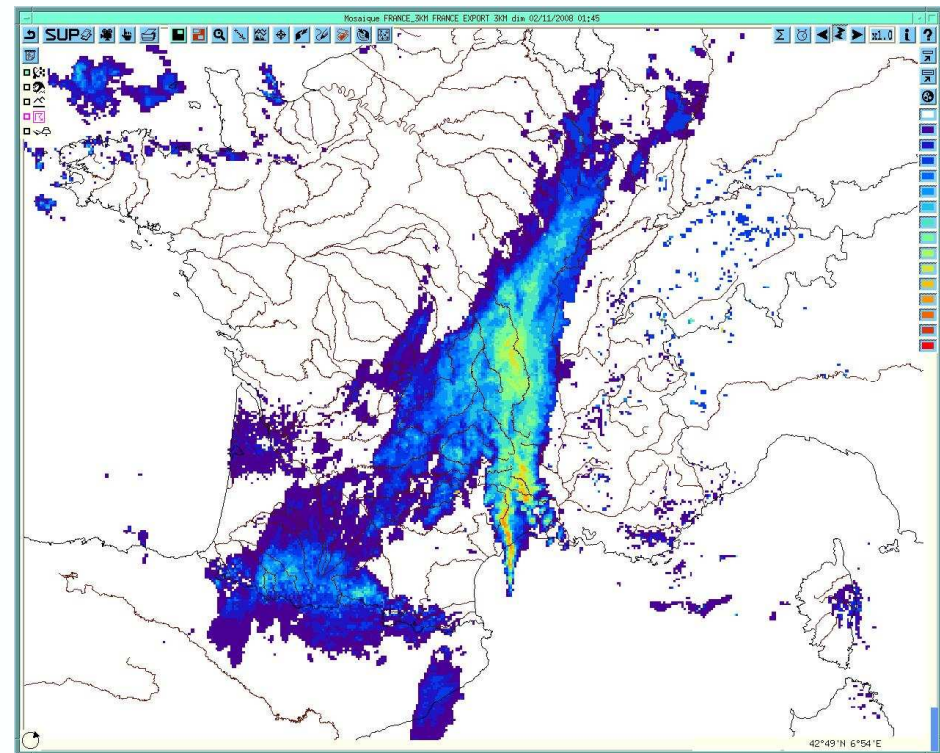 Mosaique FRANCE_3KM FRANCE EXPORT 3KM dim 02/11/2008 01:45
SUP
Σ
x1.0
i
?
42°49'N 6°54'E